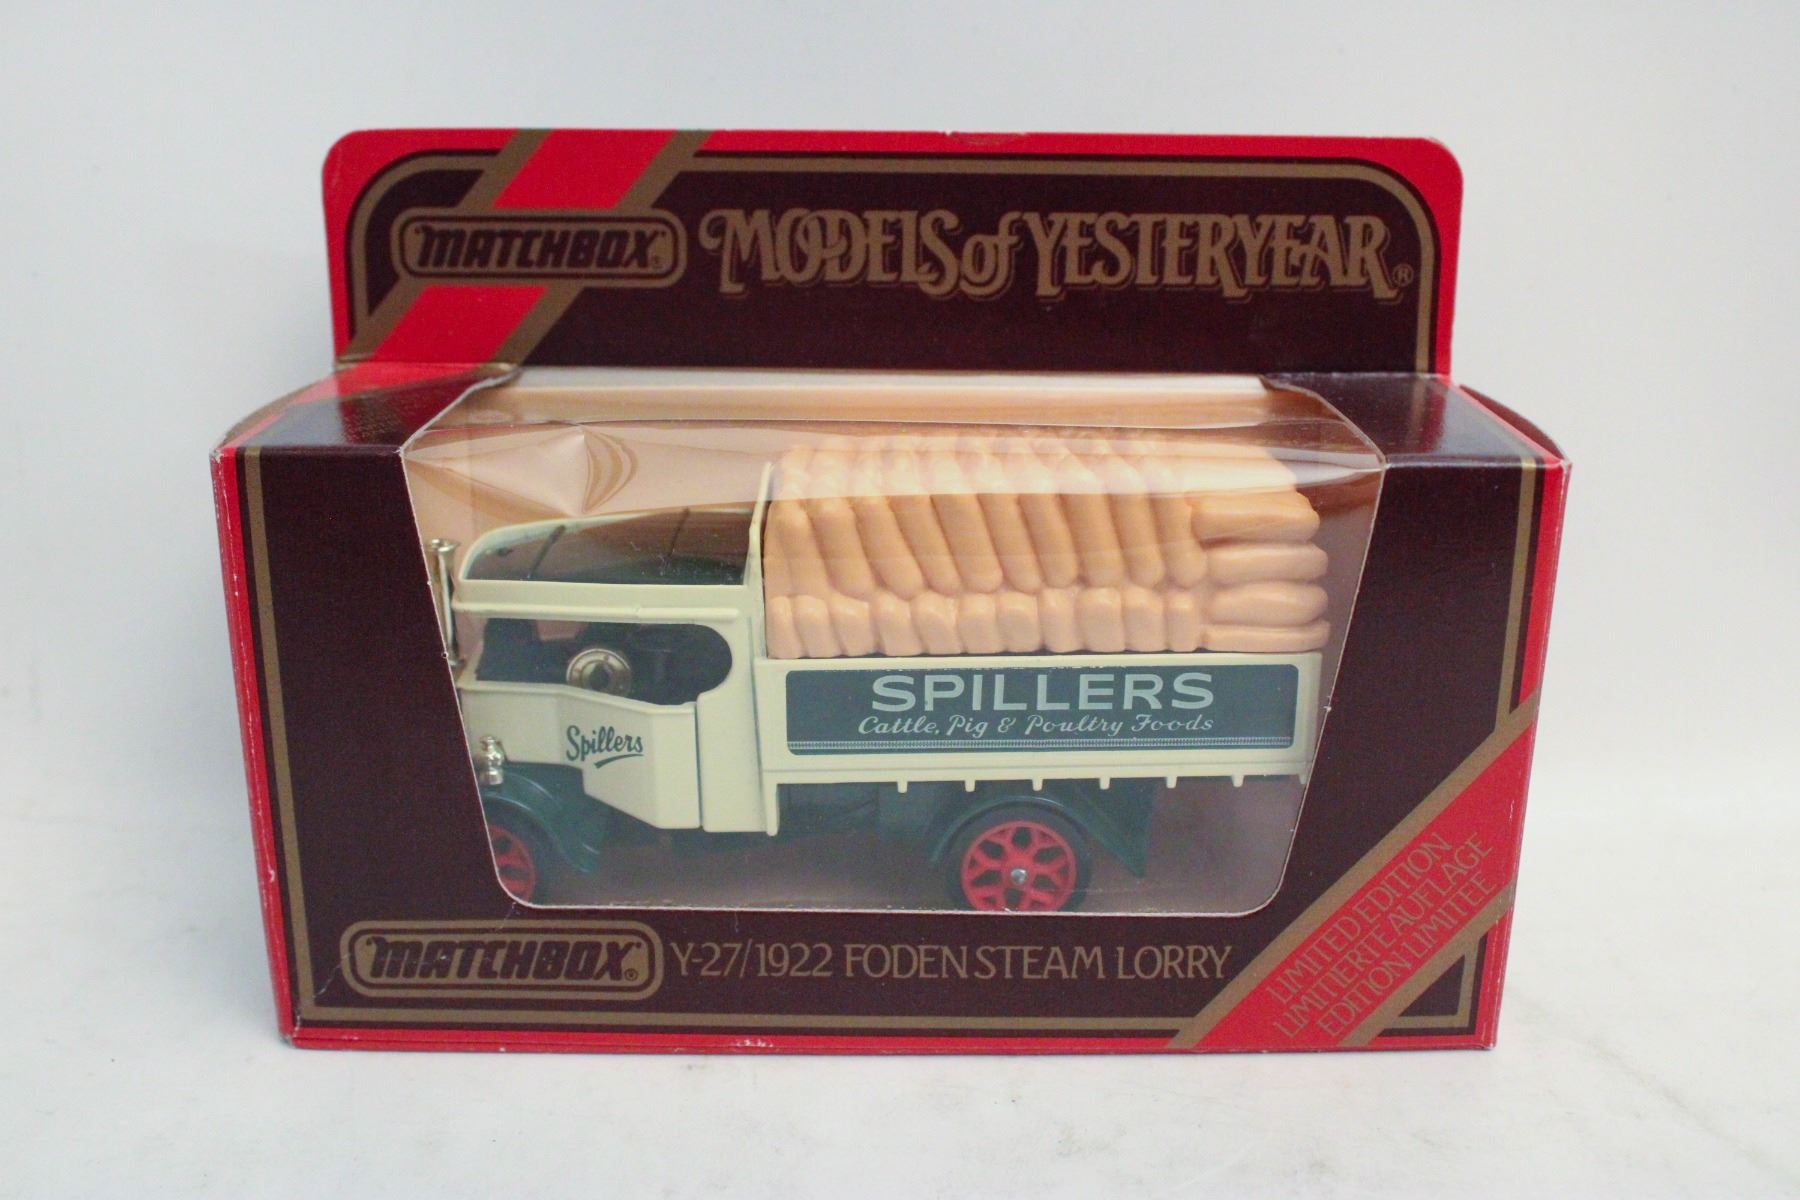 MATCHBOX®
MODELS of YESTERYEAR®
SPILLERS
Cattle, Pig & Poultry Foods
Spillers
MATCHBOX®
Y-27/1922 FODEN STEAM LORRY
LIMITED EDITION
LIMITIERTE AUFLAGE
EDITION LIMITEE